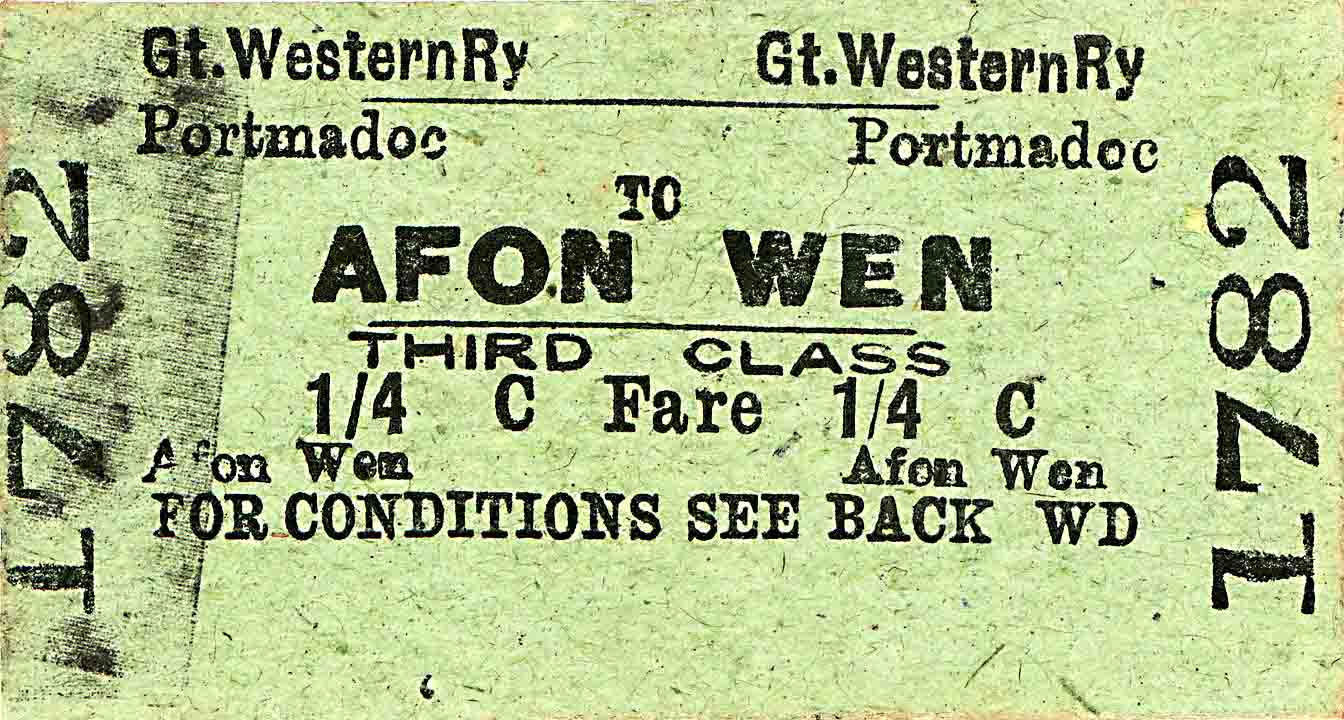 Gt.WesternRy Gt.WesternRy
Portmadoc Portmadoc
TO
AFON WEN
THIRD CLASS
1/4 C Fare 1/4 C
Afon Wen Afon Wen
FOR CONDITIONS SEE BACK WD
1782
1782